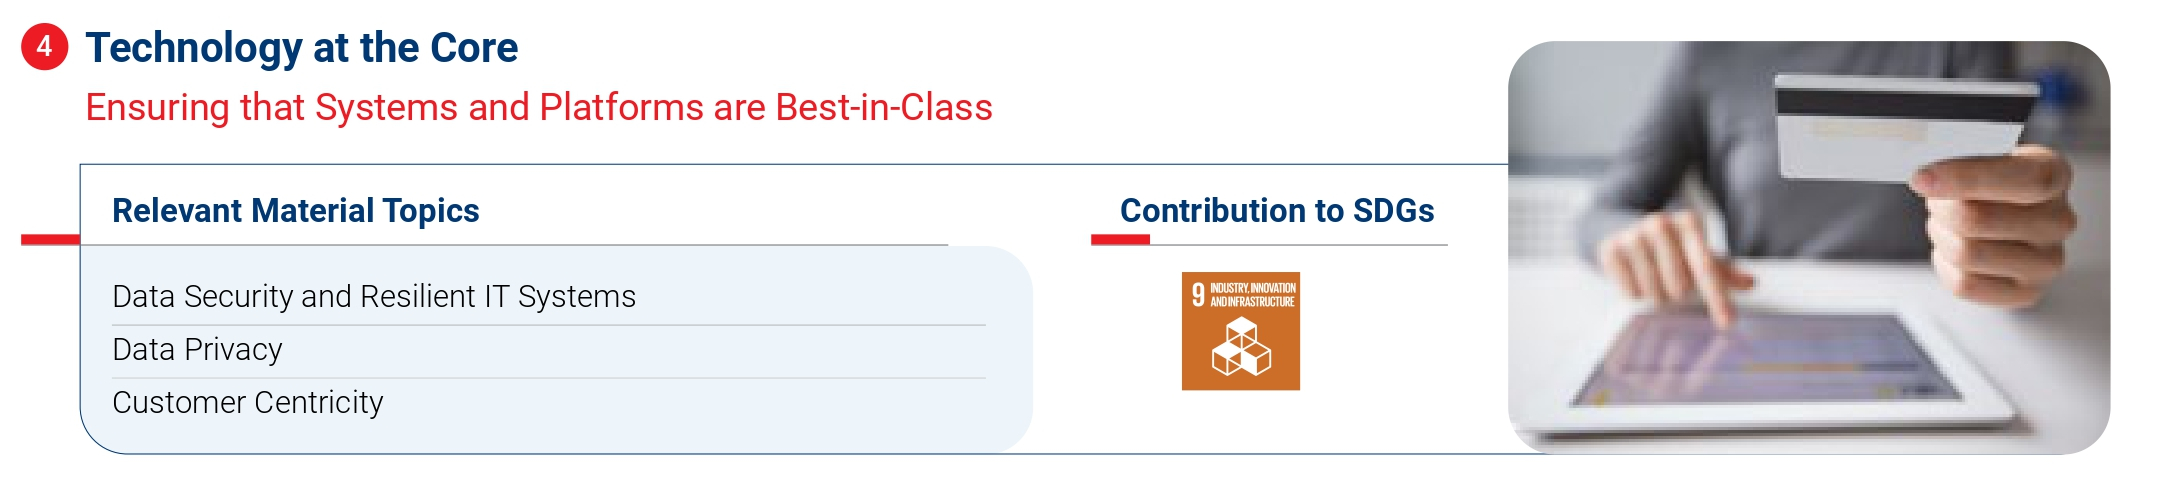 4 Technology at the Core
Ensuring that Systems and Platforms are Best-in-Class
Relevant Material Topics
Data Security and Resilient IT Systems
Data Privacy
Customer Centricity
Contribution to SDGs
9 INDUSTRY, INNOVATION
AND INFRASTRUCTURE